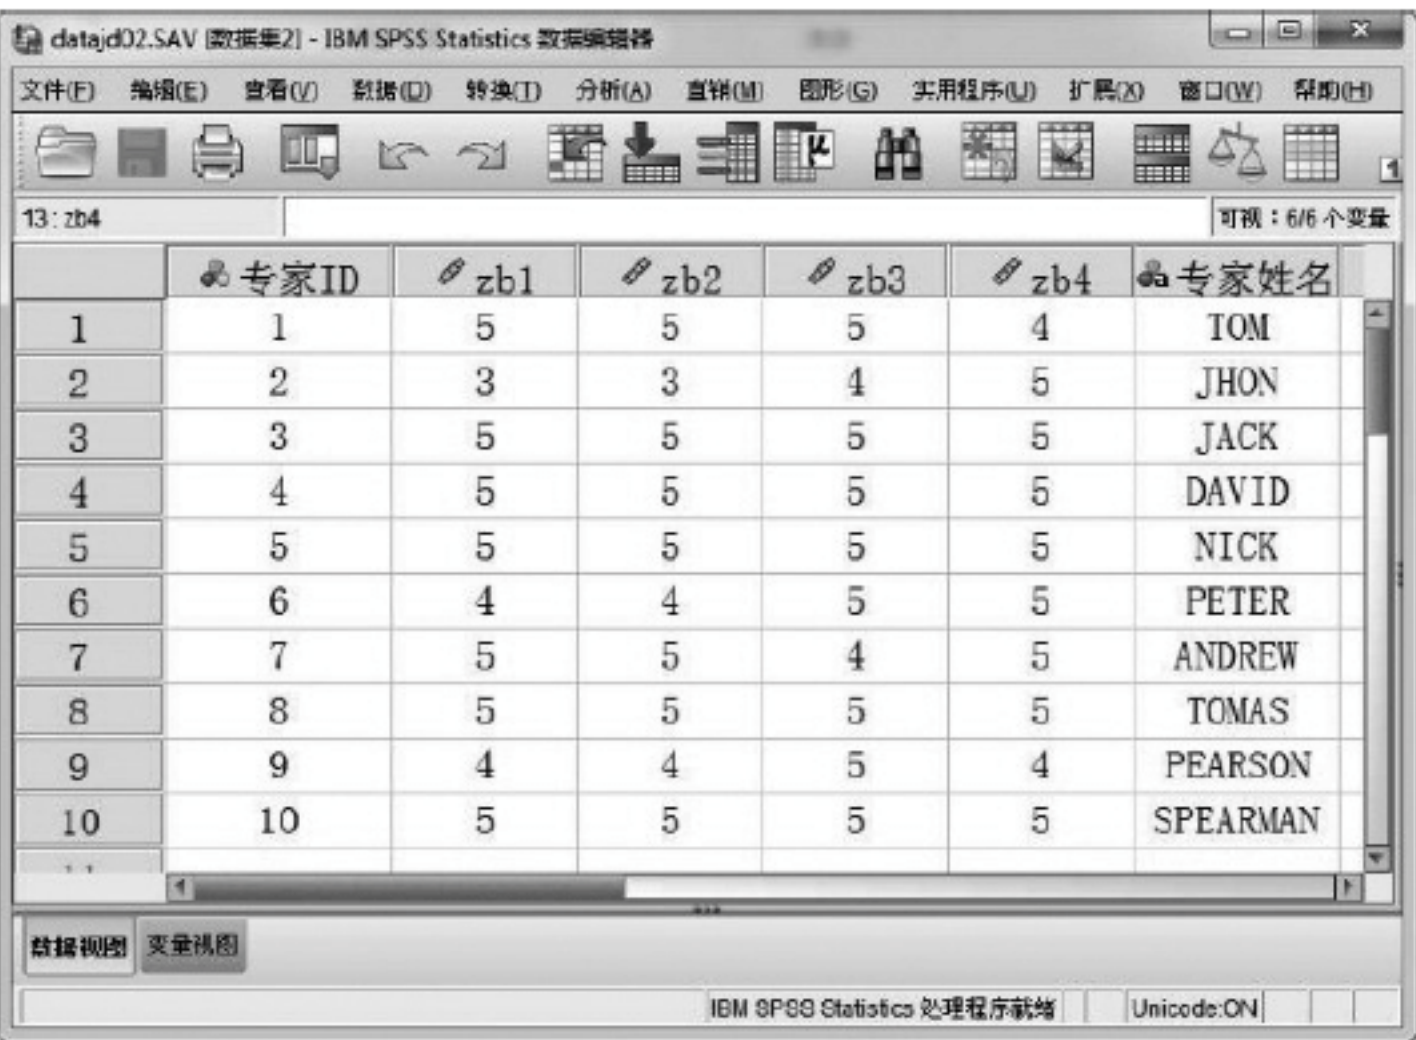 datajd02.SAV [数据集2] - IBM SPSS Statistics 数据编辑器
文件(F) 编辑(E) 查看(V) 数据(D) 转换(T) 分析(A) 直销(M) 图形(G) 实用程序(U) 扩展(X) 窗口(W) 帮助(H)
13 : zb4
可视：6/6 个变量
专家ID zb1 zb2 zb3 zb4 专家姓名
1 1 5 5 5 4 TOM
2 2 3 3 4 5 JHON
3 3 5 5 5 5 JACK
4 4 5 5 5 5 DAVID
5 5 5 5 5 5 NICK
6 6 4 4 5 5 PETER
7 7 5 5 4 5 ANDREW
8 8 5 5 5 5 TOMAS
9 9 4 4 5 4 PEARSON
10 10 5 5 5 5 SPEARMAN
数据视图 变量视图
IBM SPSS Statistics 处理程序就绪 Unicode:ON